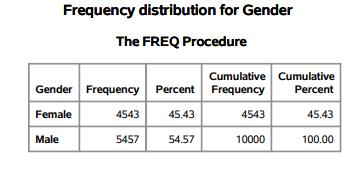 Frequency distribution for Gender
The FREQ Procedure
Gender Frequency Percent Cumulative Frequency Cumulative Percent
Female 4543 45.43 4543 45.43
Male 5457 54.57 10000 100.00